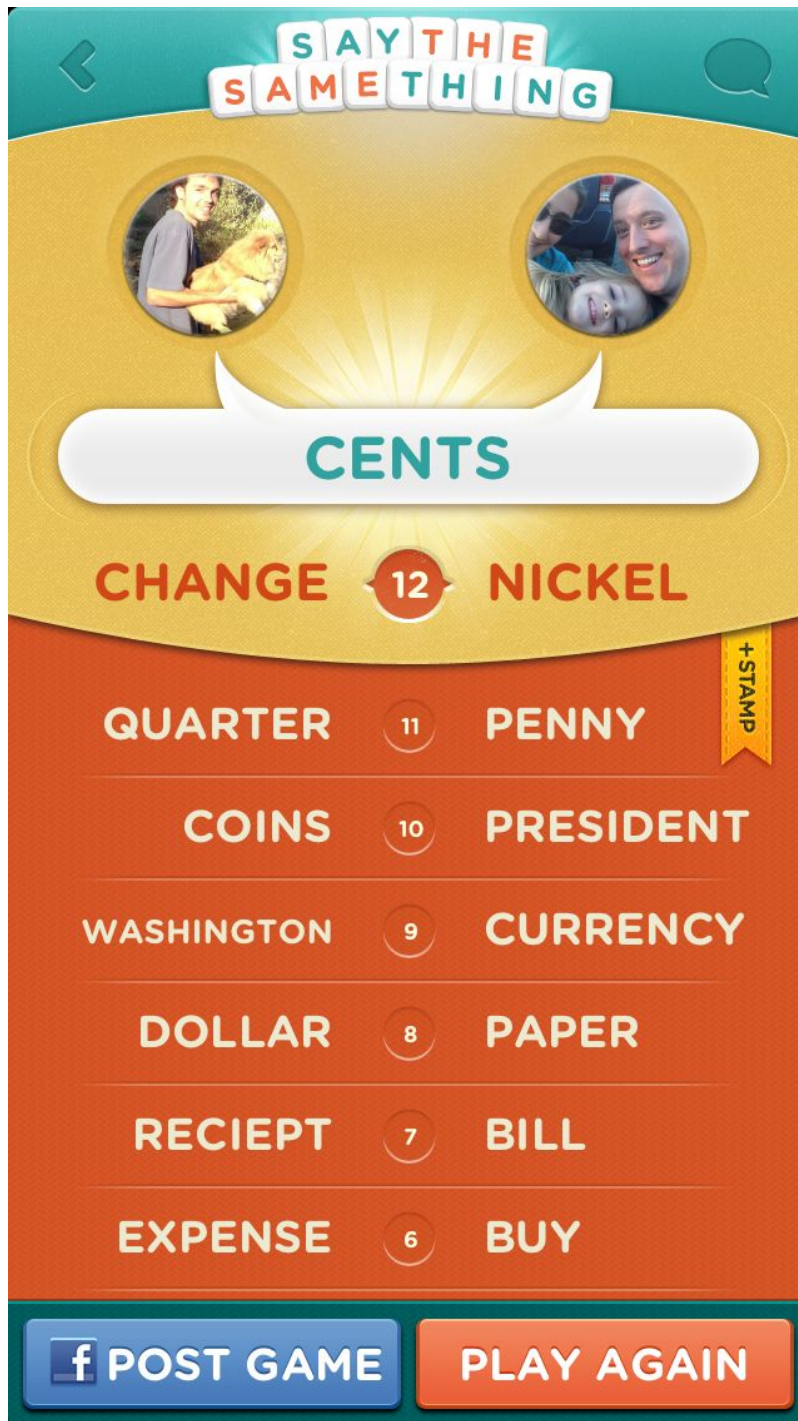 SAY THE
SAME THING
CENTS
CHANGE 12 NICKEL
+STAMP
QUARTER 11 PENNY
COINS 10 PRESIDENT
WASHINGTON 9 CURRENCY
DOLLAR 8 PAPER
RECIEPT 7 BILL
EXPENSE 6 BUY
f POST GAME PLAY AGAIN